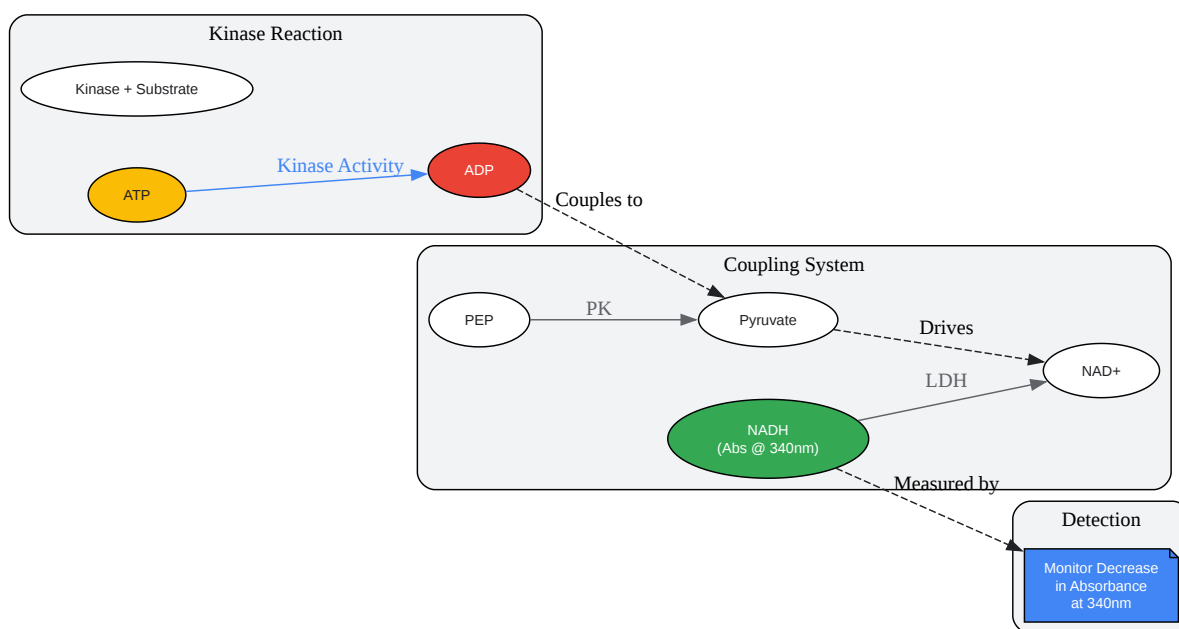 Kinase Reaction
Kinase + Substrate
Kinase Activity
ADP
ATP
Couples to
Coupling System
PEP
PK
Pyruvate
Drives
NAD+
LDH
NADH
(Abs @ 340nm)
Measured by
Detection
Monitor Decrease
in Absorbance
at 340nm